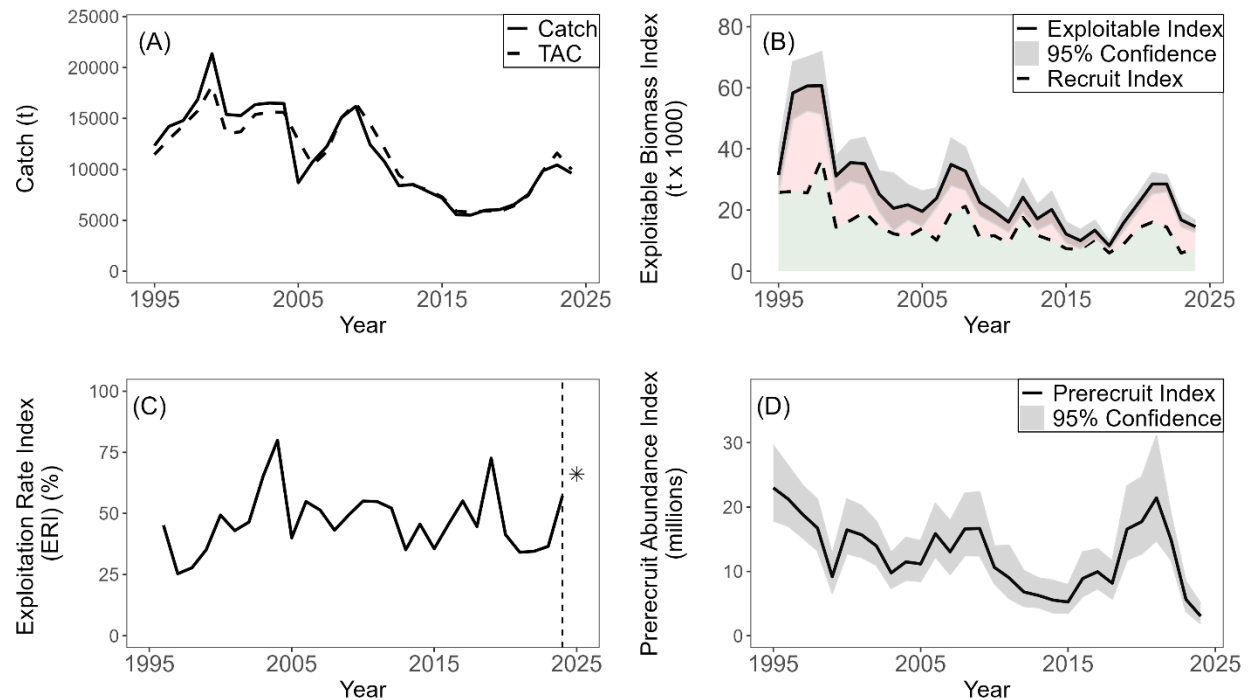 (A)
Catch
TAC
25000
20000
15000
10000
5000
0
Catch (t)
1995
2005
2015
2025
Year
(B)
Exploitable Index
95% Confidence
Recruit Index
80
60
40
20
0
Exploitable Biomass Index
(t x 1000)
1995
2005
2015
2025
Year
(C)
100
75
50
25
0
Exploitation Rate Index
(ERI) (%)
1995
2005
2015
2025
Year
(D)
Prerecruit Index
95% Confidence
30
20
10
0
Prerecruit Abundance Index
(millions)
1995
2005
2015
2025
Year